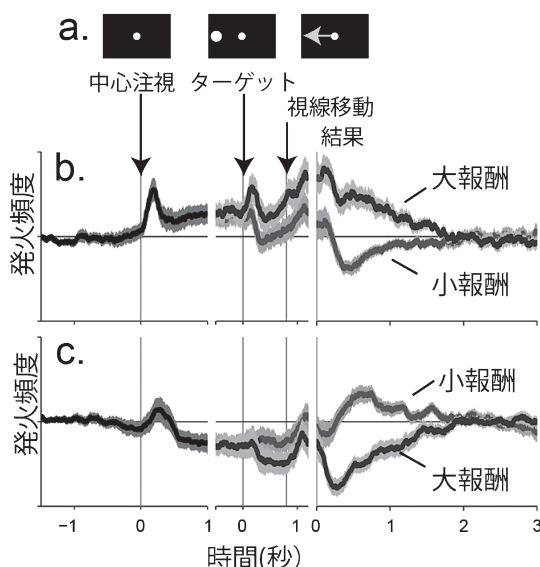 a.
中心注視
ターゲット
視線移動
結果
b.
発火頻度
大報酬
小報酬
c.
発火頻度
小報酬
大報酬
−1 0 1 0 1 0 1 2 3
時間(秒)